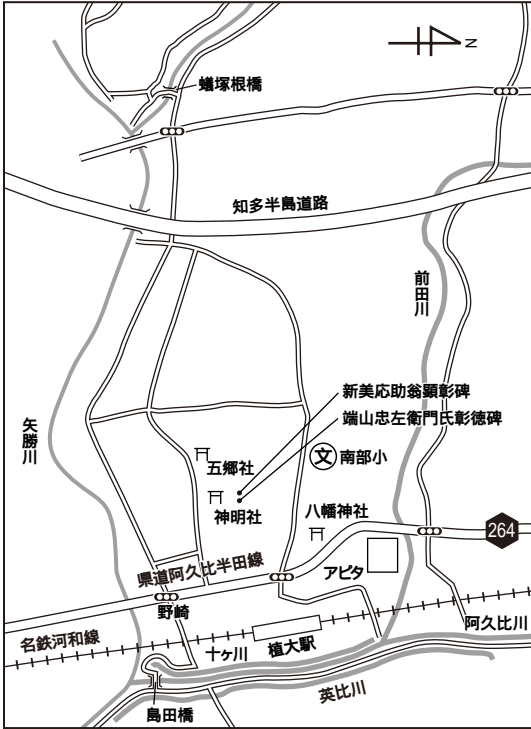 N
蟻塚根橋
知多半島道路
前田川
新美応助翁顕彰碑
端山忠左衛門氏彰徳碑
矢勝川
文 南部小
五郷社
神明社
八幡神社
264
アピタ
県道阿久比半田線
野崎
名鉄河和線
阿久比川
植大駅
十ヶ川
英比川
島田橋